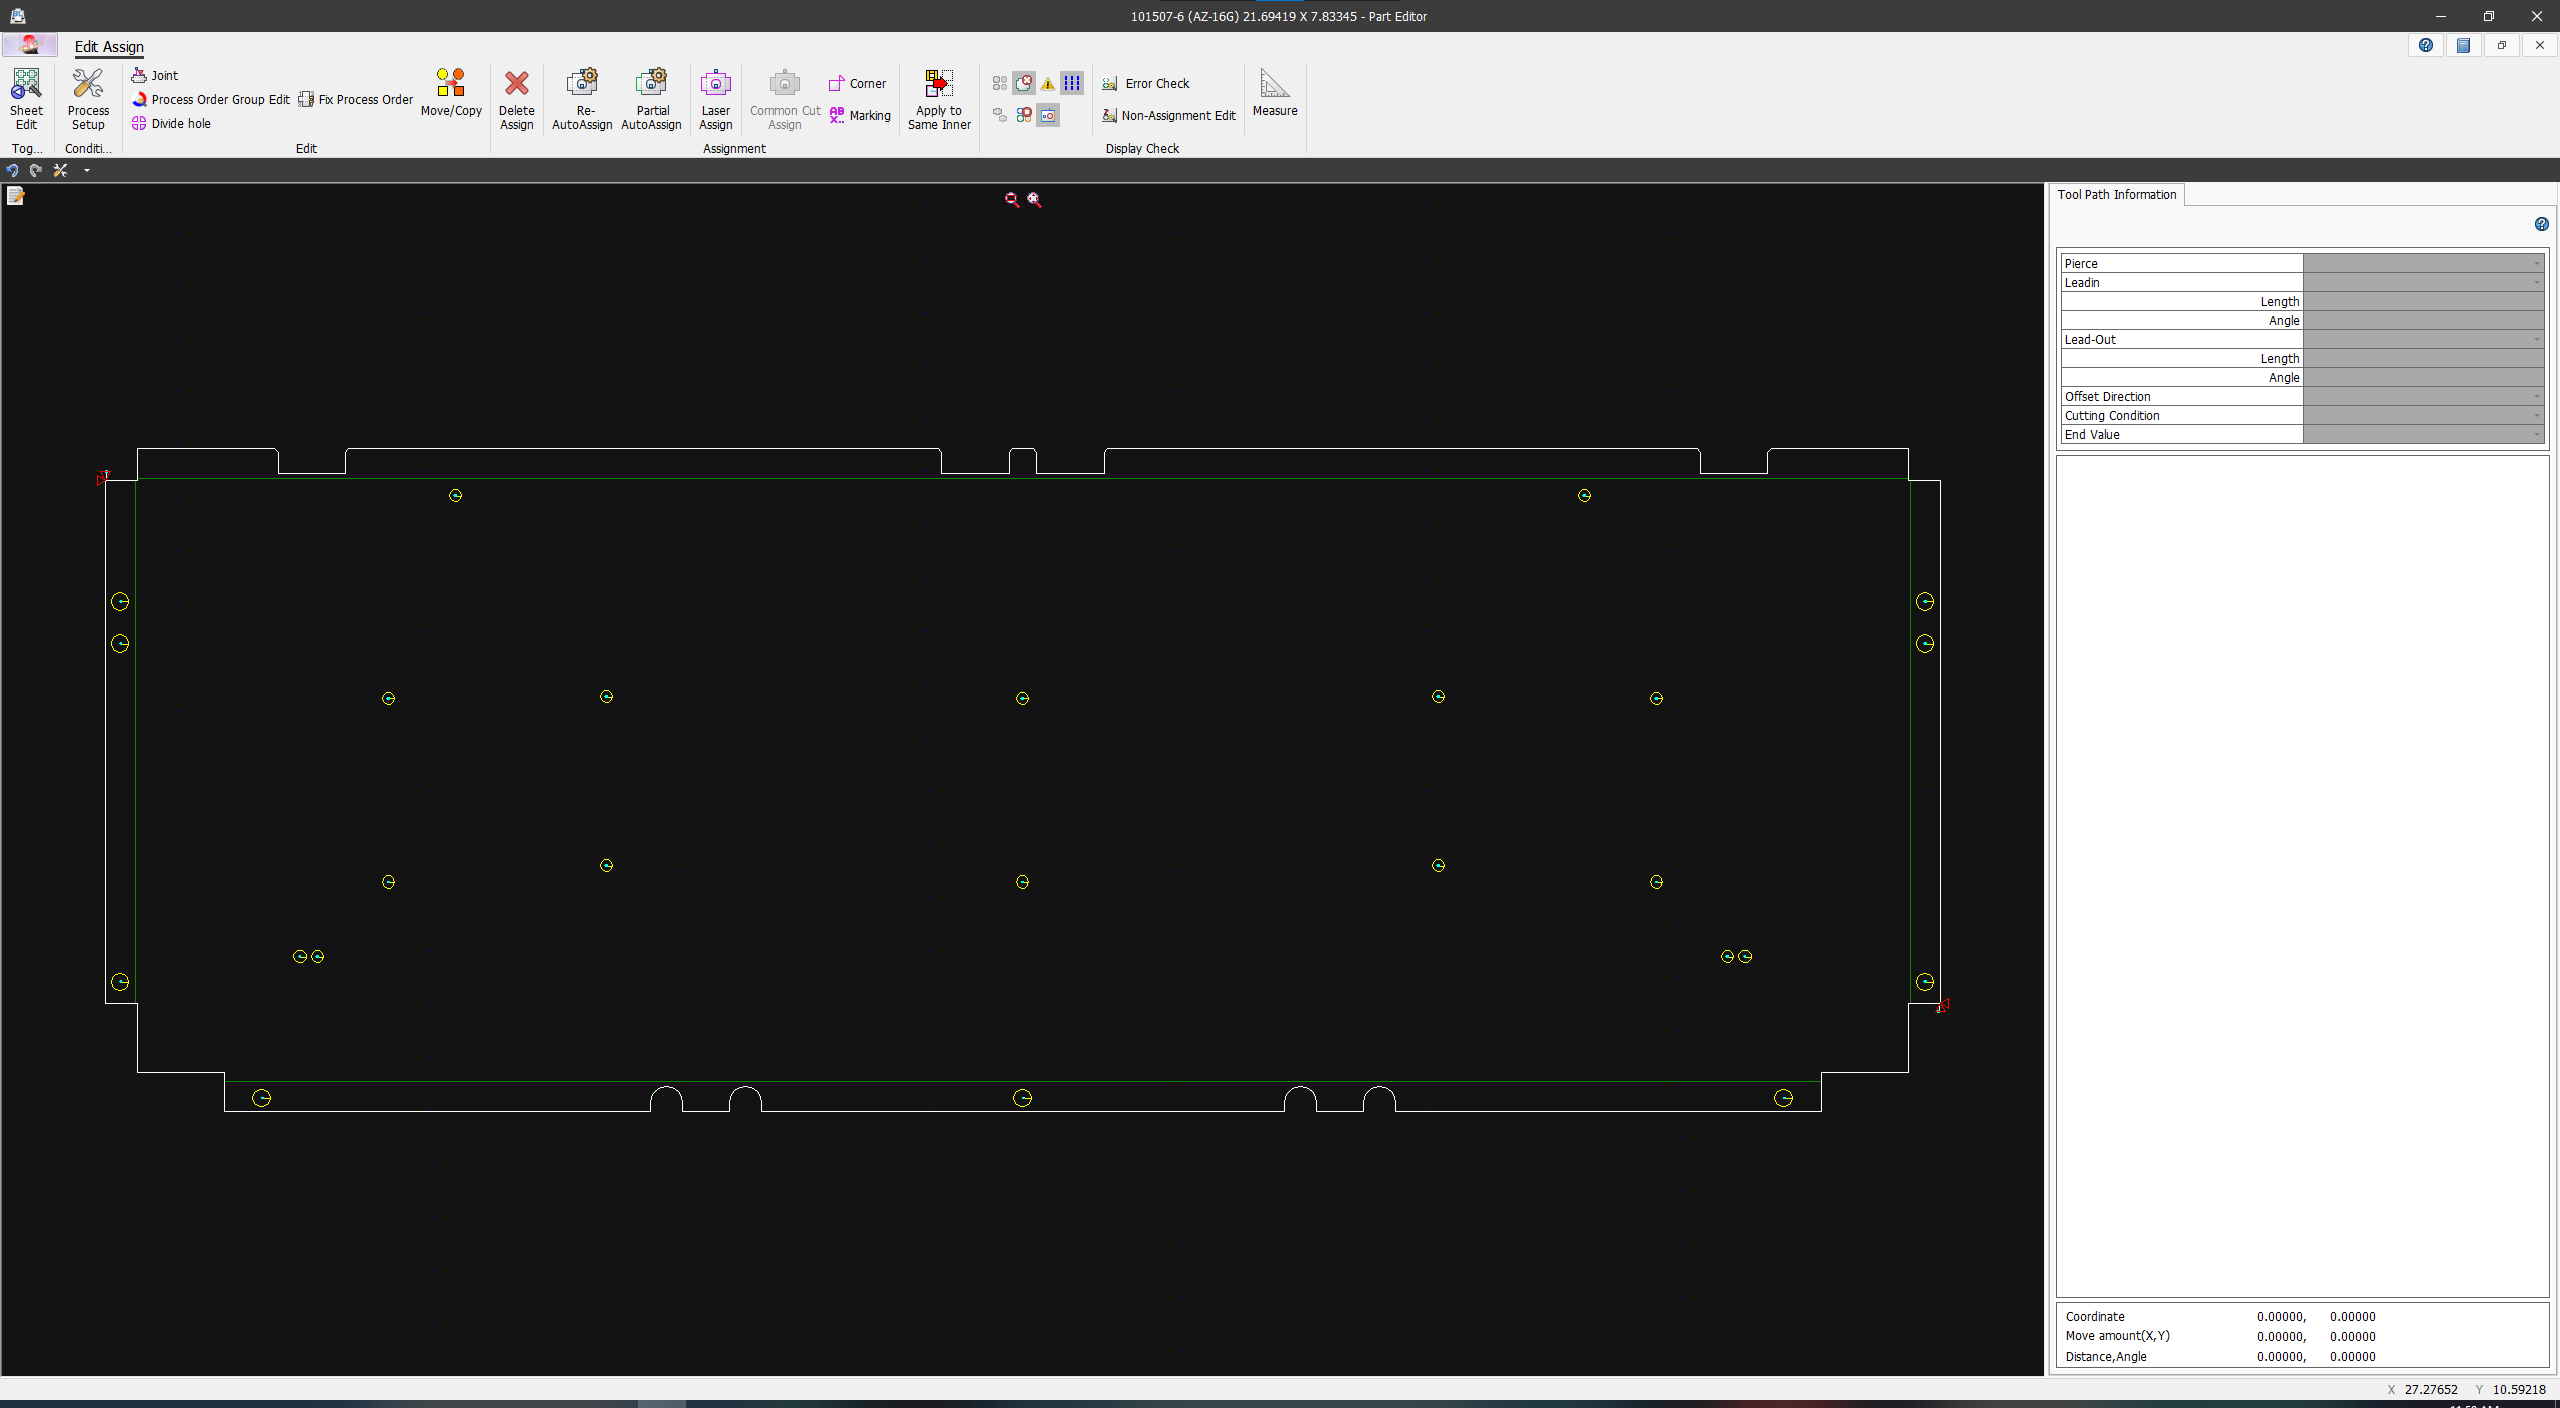 101507-6 (AZ-16G) 21.69419 X 7.83345 - Part Editor
Edit Assign
Sheet Edit
Process Setup
Joint
Process Order Group Edit
Fix Process Order
Divide hole
Move/Copy
Delete Assign
Re-AutoAssign
Partial AutoAssign
Laser Assign
Common Cut Assign
Corner
Marking
Apply to Same Inner
Error Check
Non-Assignment Edit
Measure
Tog...
Conditi...
Edit
Assignment
Display Check
Tool Path Information
Pierce
Leadin
Length
Angle
Lead-Out
Length
Angle
Offset Direction
Cutting Condition
End Value
Coordinate 0.00000, 0.00000
Move amount(X,Y) 0.00000, 0.00000
Distance,Angle 0.00000, 0.00000
X 27.27652 Y 10.59218